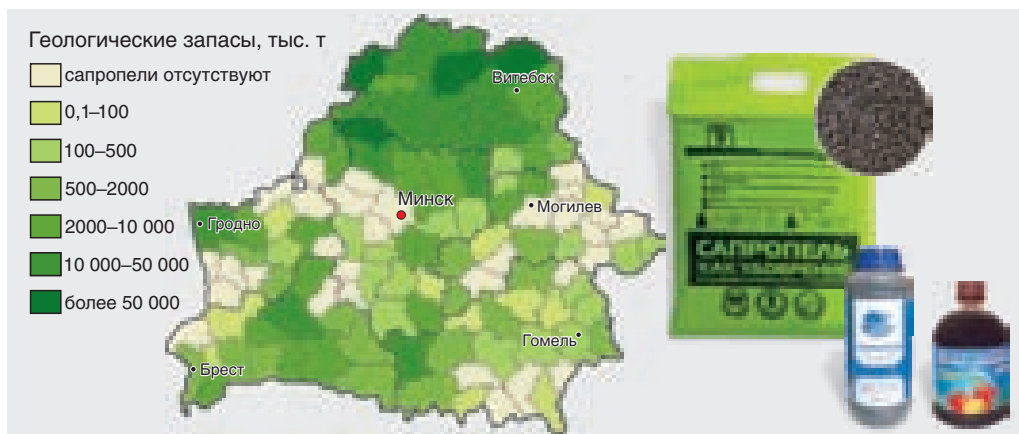 Геологические запасы, тыс. т
сапропели отсутствуют
0,1–100
100–500
500–2000
2000–10 000
10 000–50 000
более 50 000
Витебск
Минск
Могилев
Гродно
Гомель
Брест
САПРОПЕЛЬ